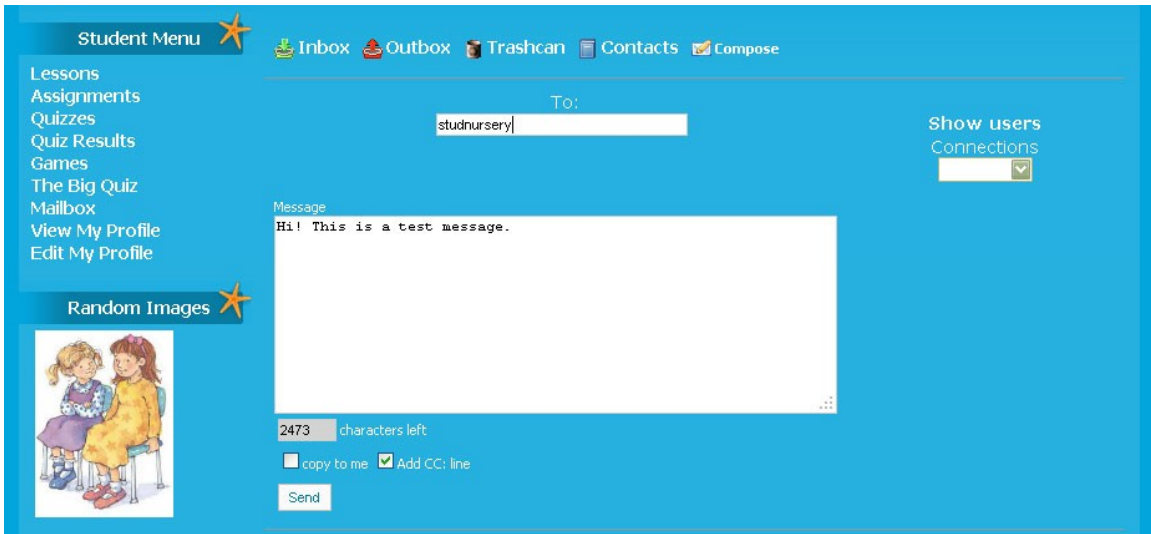 Student Menu
Lessons
Assignments
Quizzes
Quiz Results
Games
The Big Quiz
Mailbox
View My Profile
Edit My Profile
Random Images
Inbox Outbox Trashcan Contacts Compose
To:
studnursery
Show users
Connections
Message
Hi! This is a test message.
2473 characters left
copy to me Add CC: line
Send